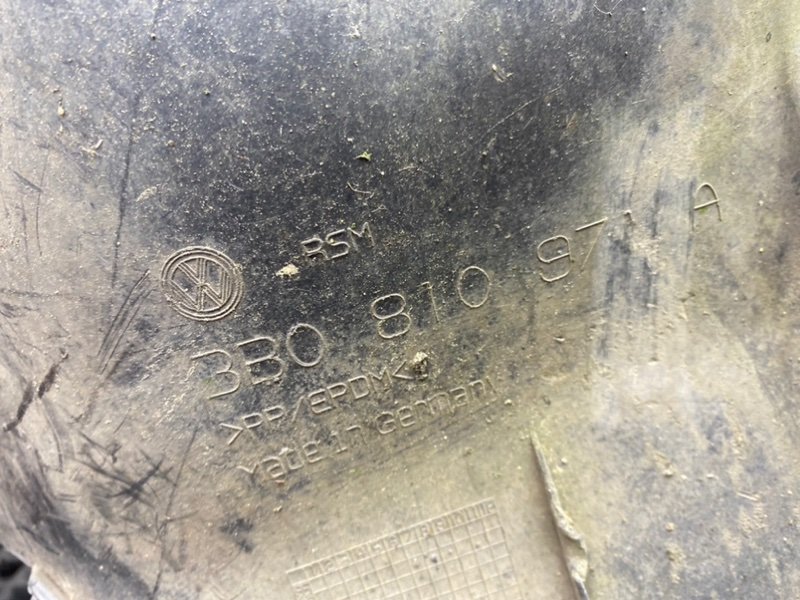 RSM
3B0 810 971 A
>PP/EPDM<
Made in Germany